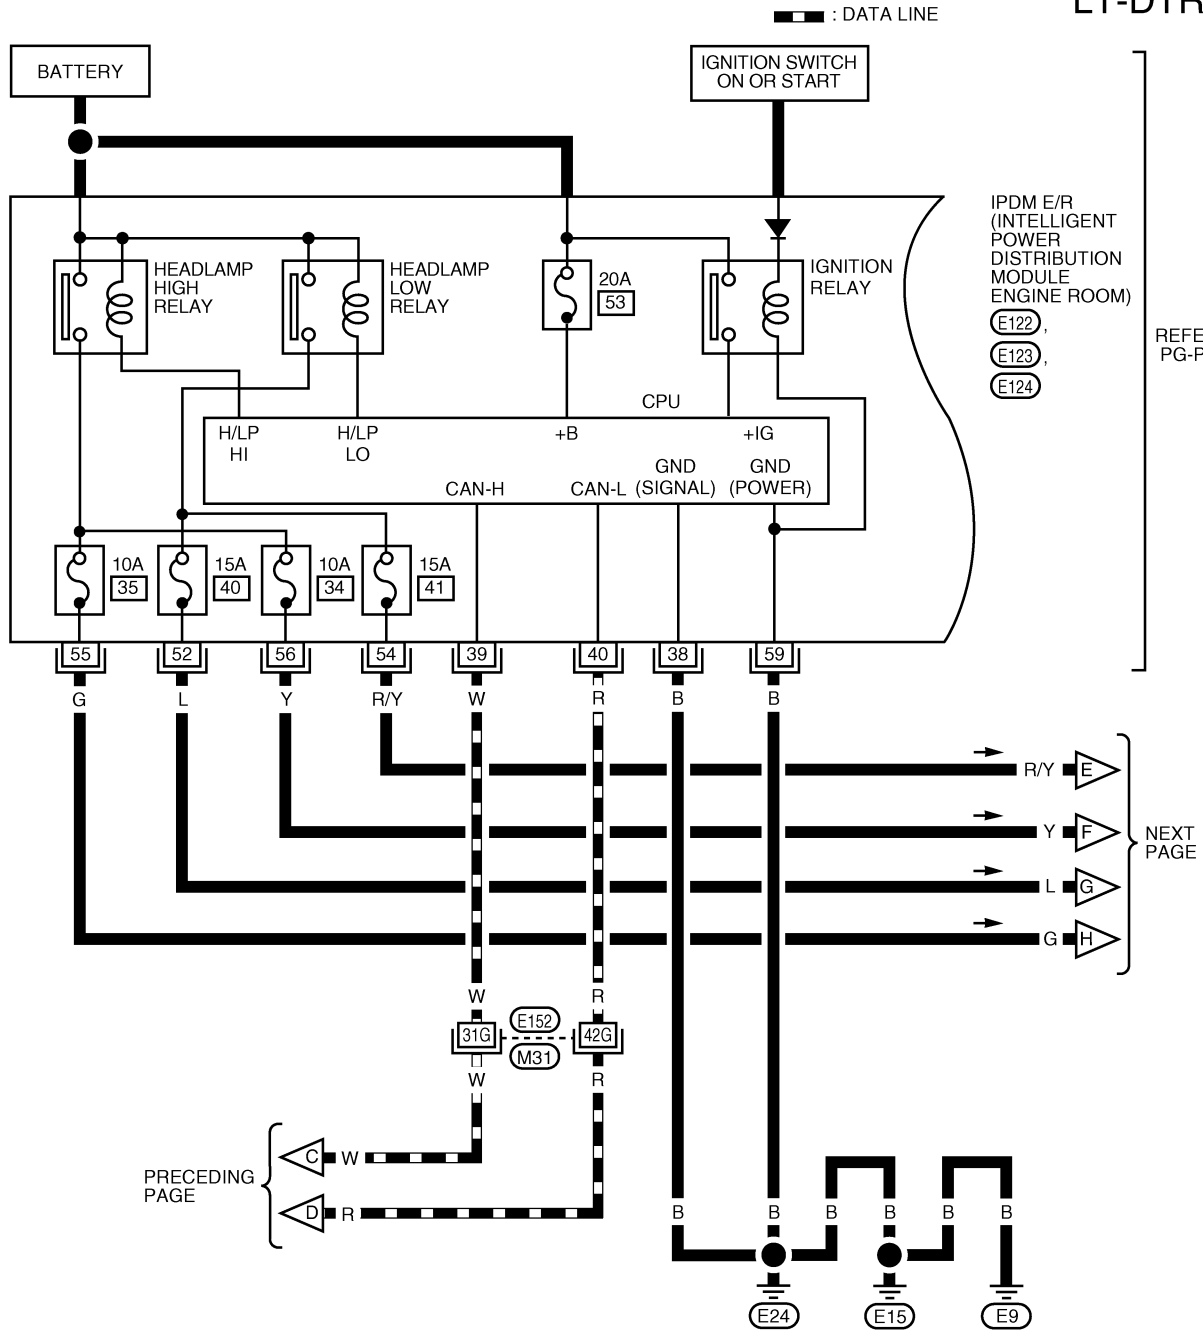 : DATA LINE
BATTERY
IGNITION SWITCH
ON OR START
IPDM E/R
(INTELLIGENT
POWER
DISTRIBUTION
MODULE
ENGINE ROOM)
E122 ,
E123 ,
E124
HEADLAMP
HIGH
RELAY
HEADLAMP
LOW
RELAY
20A
53
IGNITION
RELAY
CPU
H/LP
HI
H/LP
LO
+B
+IG
CAN-H
CAN-L
GND
(SIGNAL)
GND
(POWER)
10A
35
15A
40
10A
34
15A
41
55 52 56 54 39 40 38 59
G L Y R/Y W R B B
R/Y E
Y F
L G
G H
NEXT
PAGE
W R
31G E152 42G
M31
W R
PRECEDING
PAGE
C W
D R
B B B B B B
E24 E15 E9